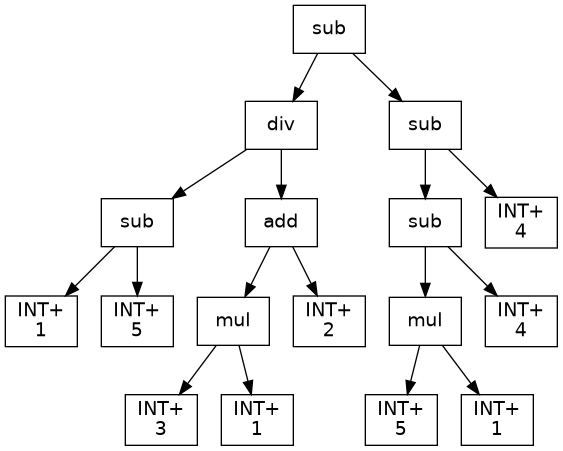 sub
div
sub
sub
add
sub
INT+
4
INT+
1
INT+
5
mul
INT+
2
mul
INT+
4
INT+
3
INT+
1
INT+
5
INT+
1